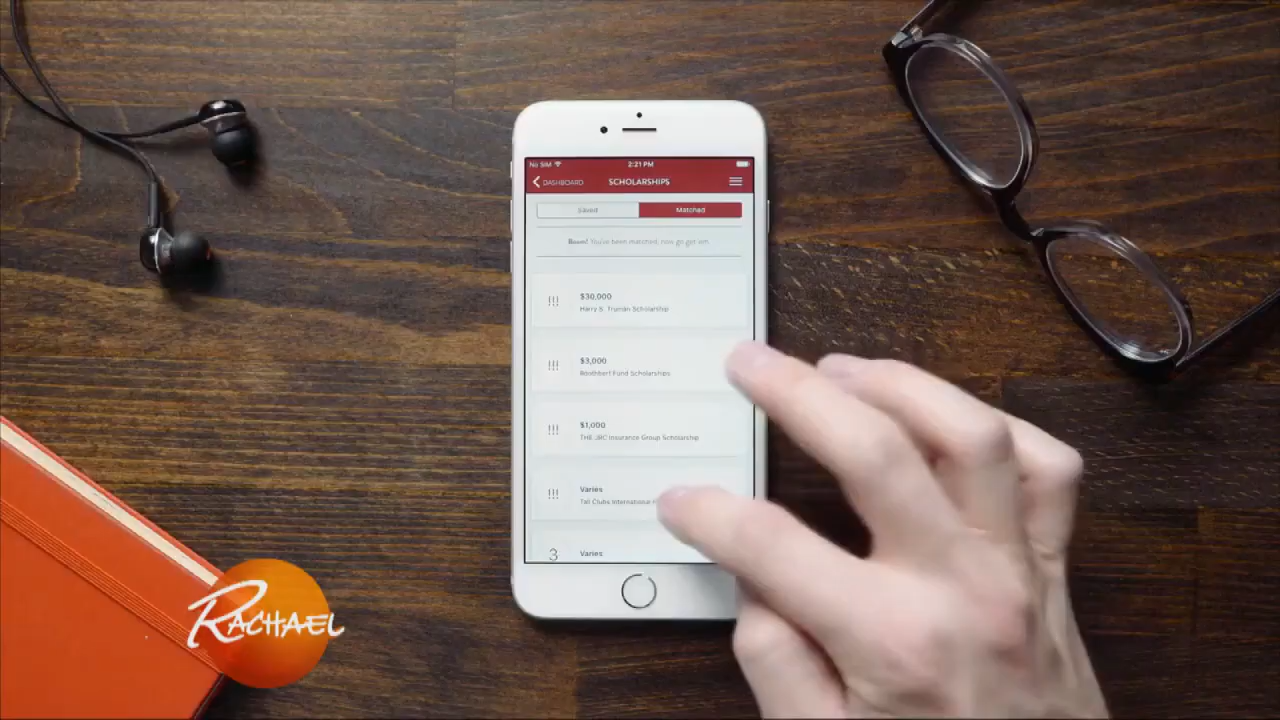 No SIM 2:21 PM
DASHBOARD SCHOLARSHIPS
Saved Matched
Boom! You've been matched, now go get em.
$30,000
Harry S. Truman Scholarship
$3,000
Boothbert Fund Scholarships
$1,000
THE JRC Insurance Group Scholarship
Varies
Tall Clubs International
3 Varies
RACHAEL